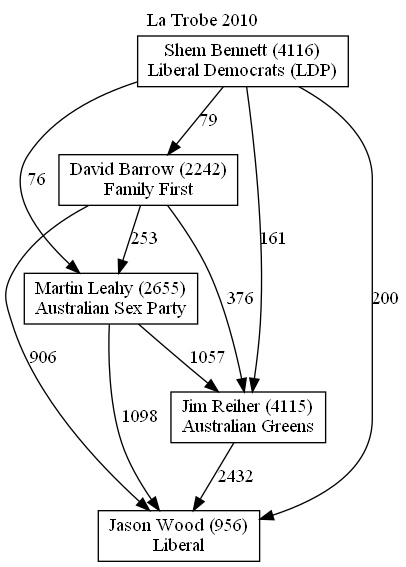 La Trobe 2010
Shem Bennett (4116)
Liberal Democrats (LDP)
79
David Barrow (2242)
Family First
76
253
161
Martin Leahy (2655)
Australian Sex Party
376
200
906
1057
Jim Reiher (4115)
Australian Greens
1098
2432
Jason Wood (956)
Liberal